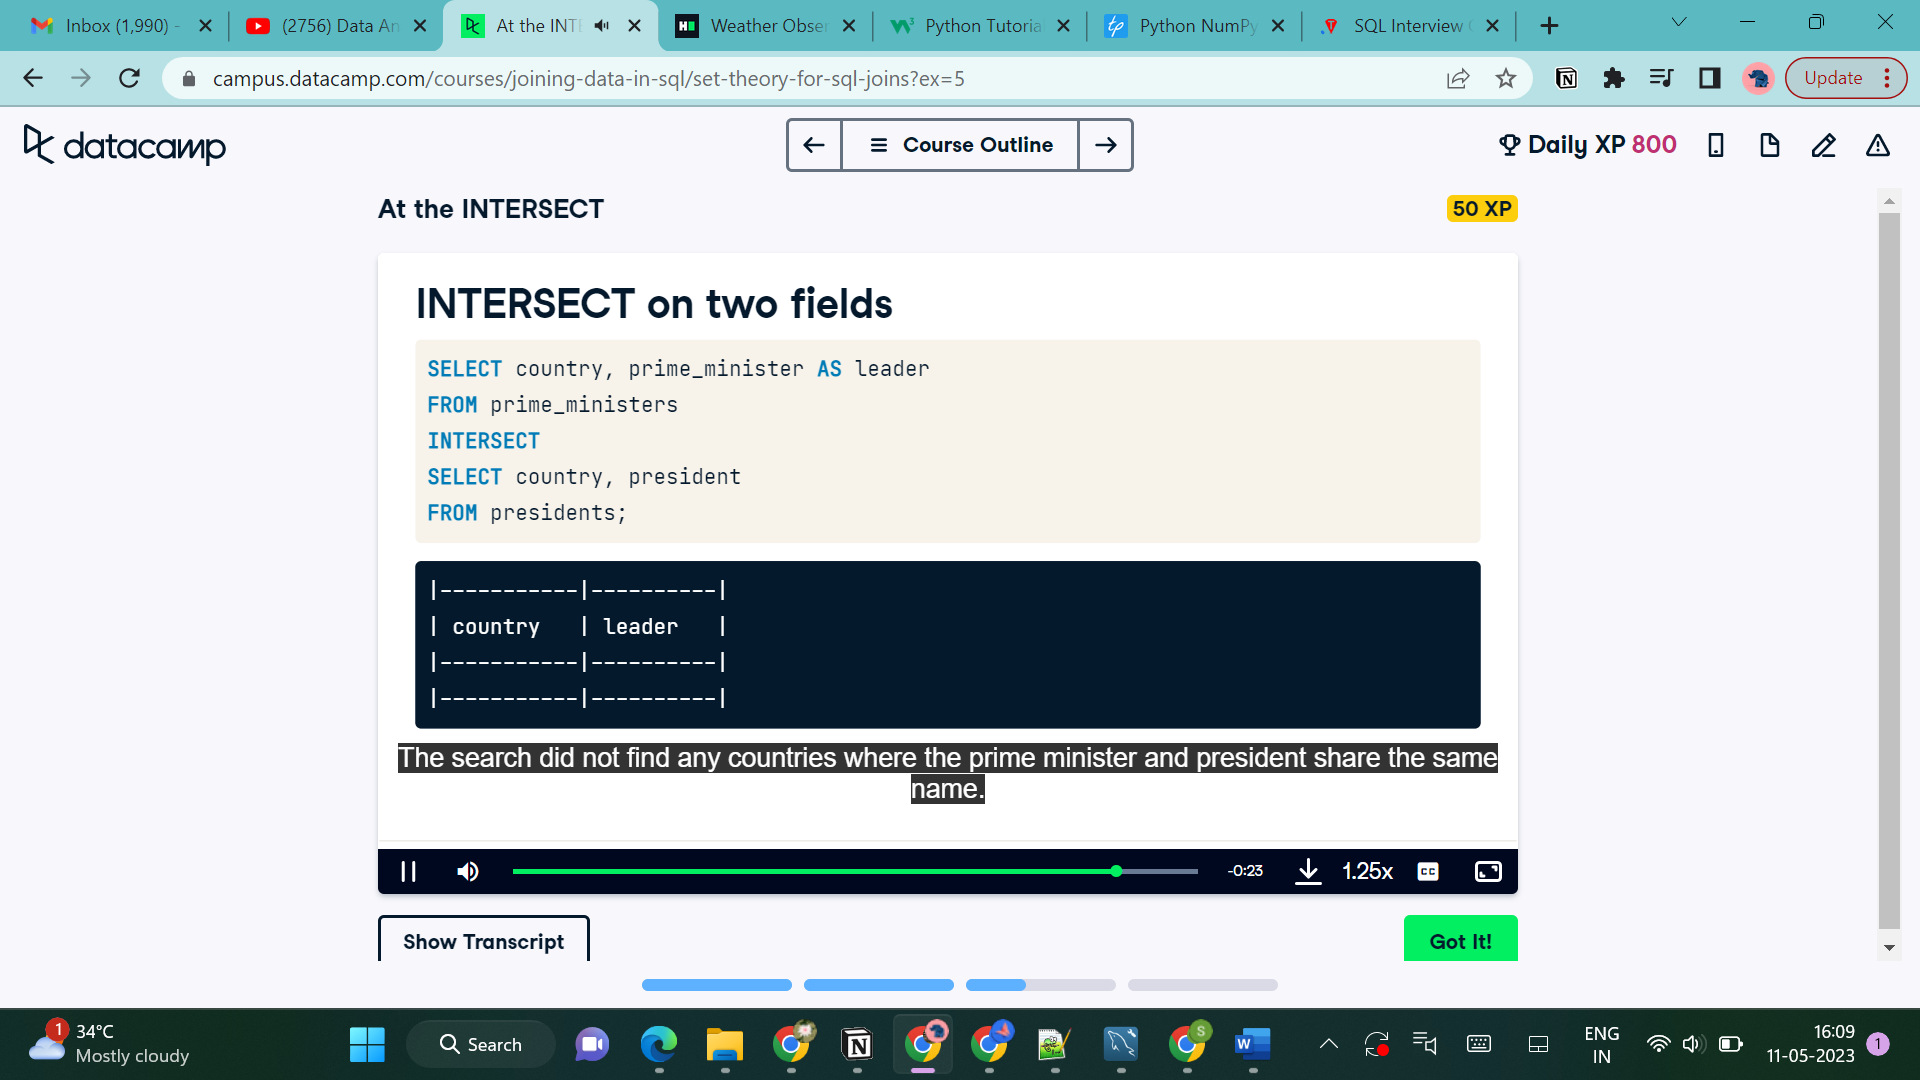 Inbox (1,990) -
(2756) Data An
At the INTE
Weather Obser
Python Tutoria
Python NumPy
SQL Interview
campus.datacamp.com/courses/joining-data-in-sql/set-theory-for-sql-joins?ex=5
Update
datacamp
Course Outline
Daily XP 800
At the INTERSECT
50 XP
INTERSECT on two fields
SELECT country, prime_minister AS leader
FROM prime_ministers
INTERSECT
SELECT country, president
FROM presidents;
|-----------|----------|
| country   | leader   |
|-----------|----------|
|-----------|----------|
The search did not find any countries where the prime minister and president share the same
name.
-0:23
1.25x
CC
Show Transcript
Got It!
1
34°C
Mostly cloudy
Search
ENG
IN
16:09
11-05-2023
1